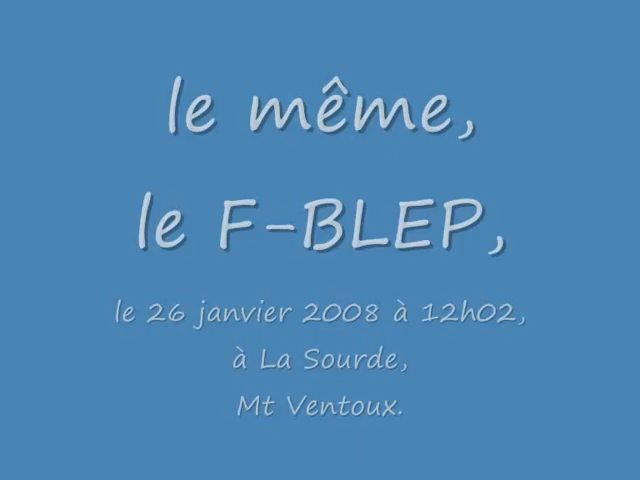 le même,
le F-BLEP,
le 26 janvier 2008 à 12h02,
à La Sourde,
Mt Ventoux.